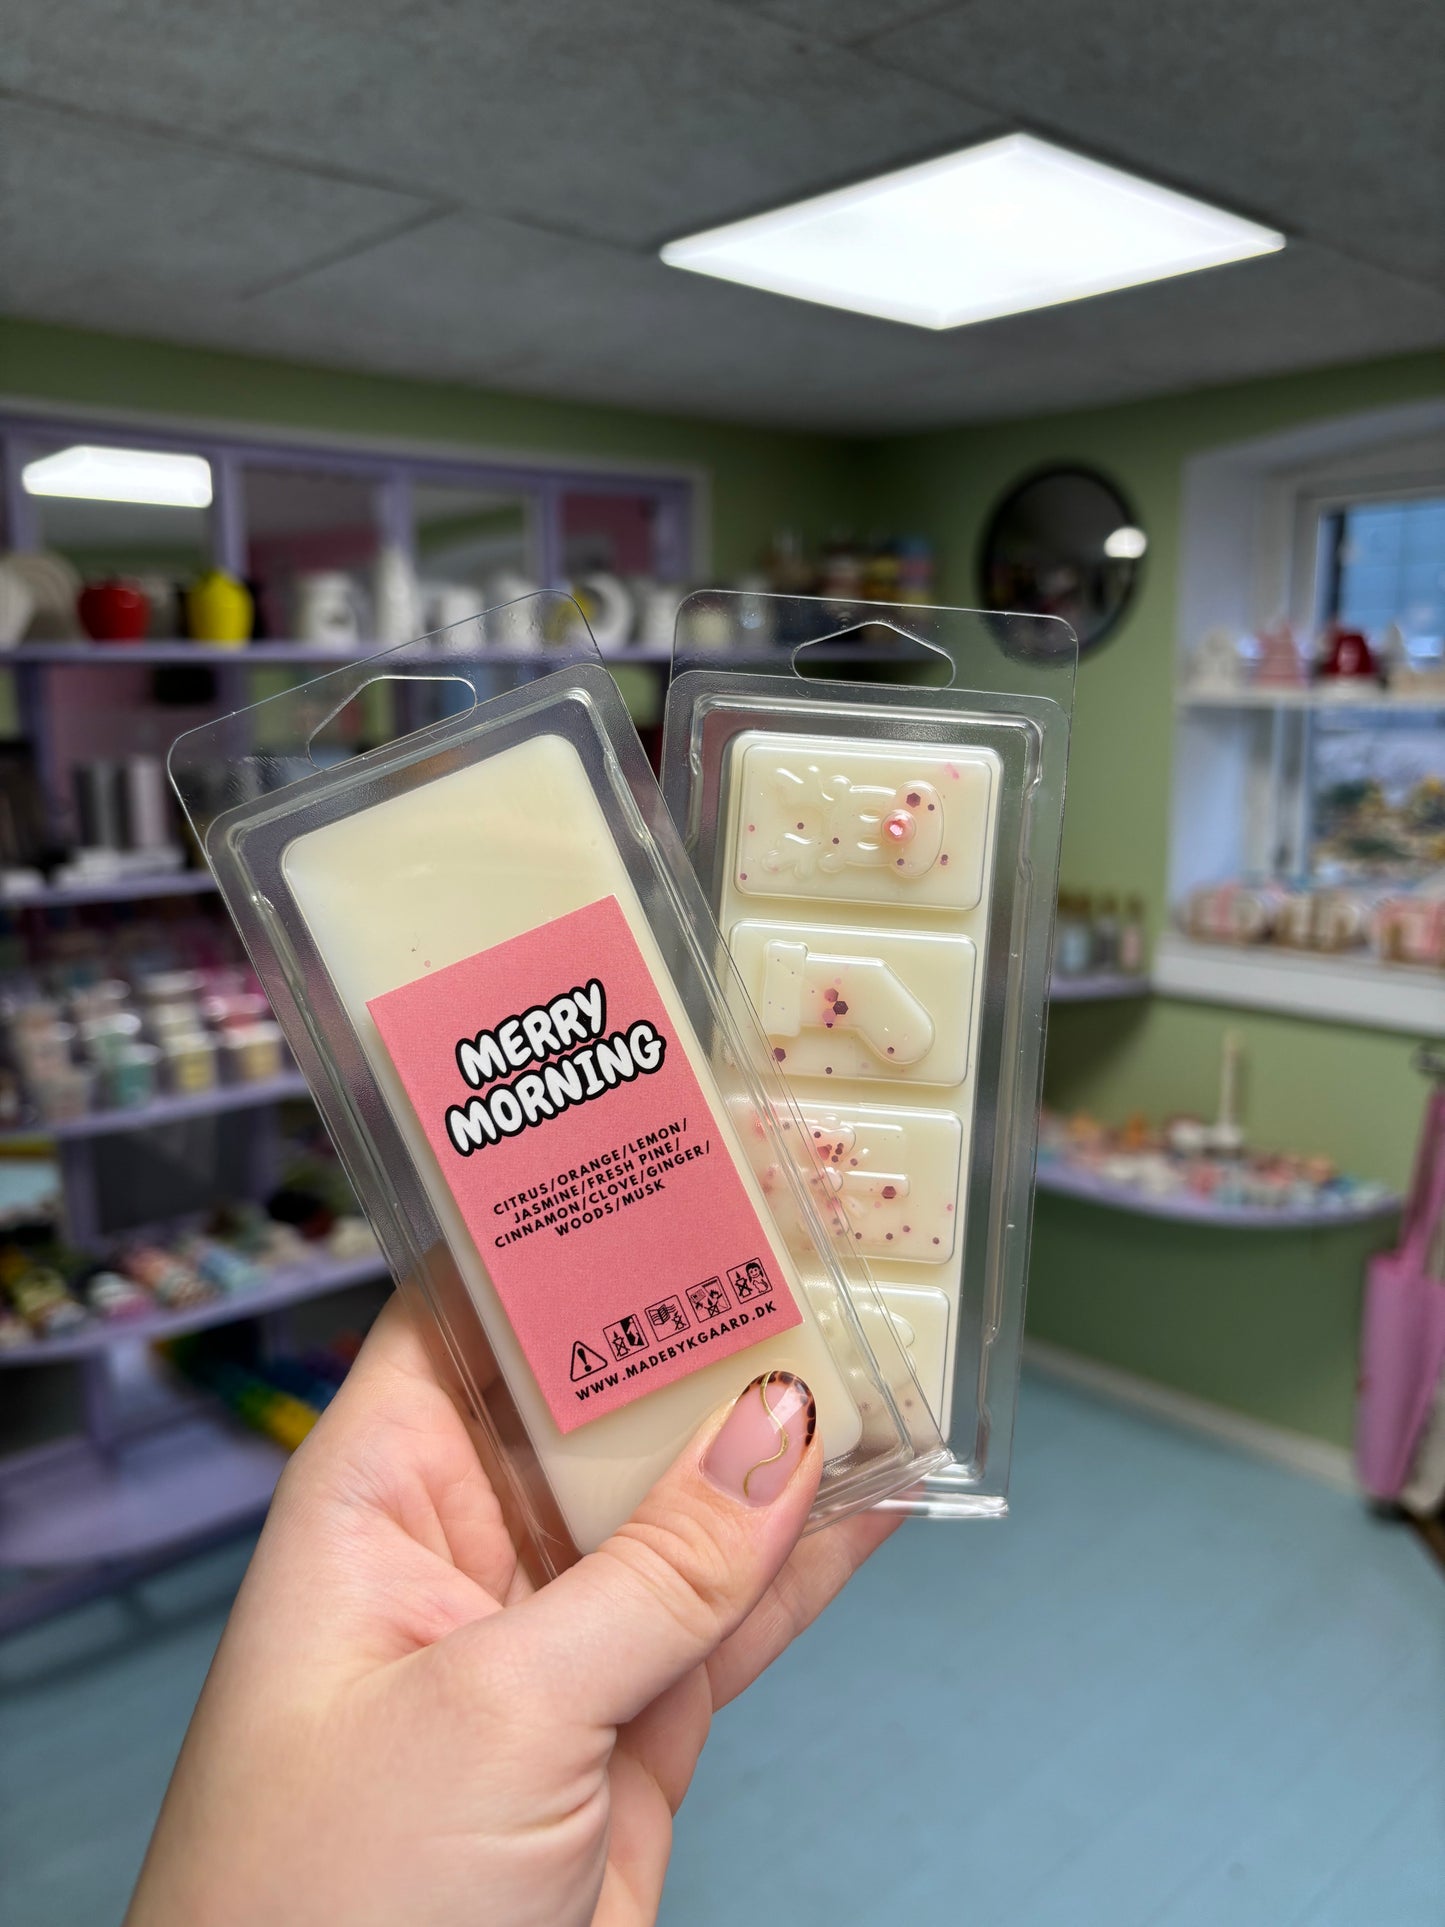 MERRY
MORNING
CITRUS/ORANGE/LEMON/
JASMINE/FRESH PINE/
CINNAMON/CLOVE/GINGER/
WOODS/MUSK
WWW.MADEBYKGAARD.DK